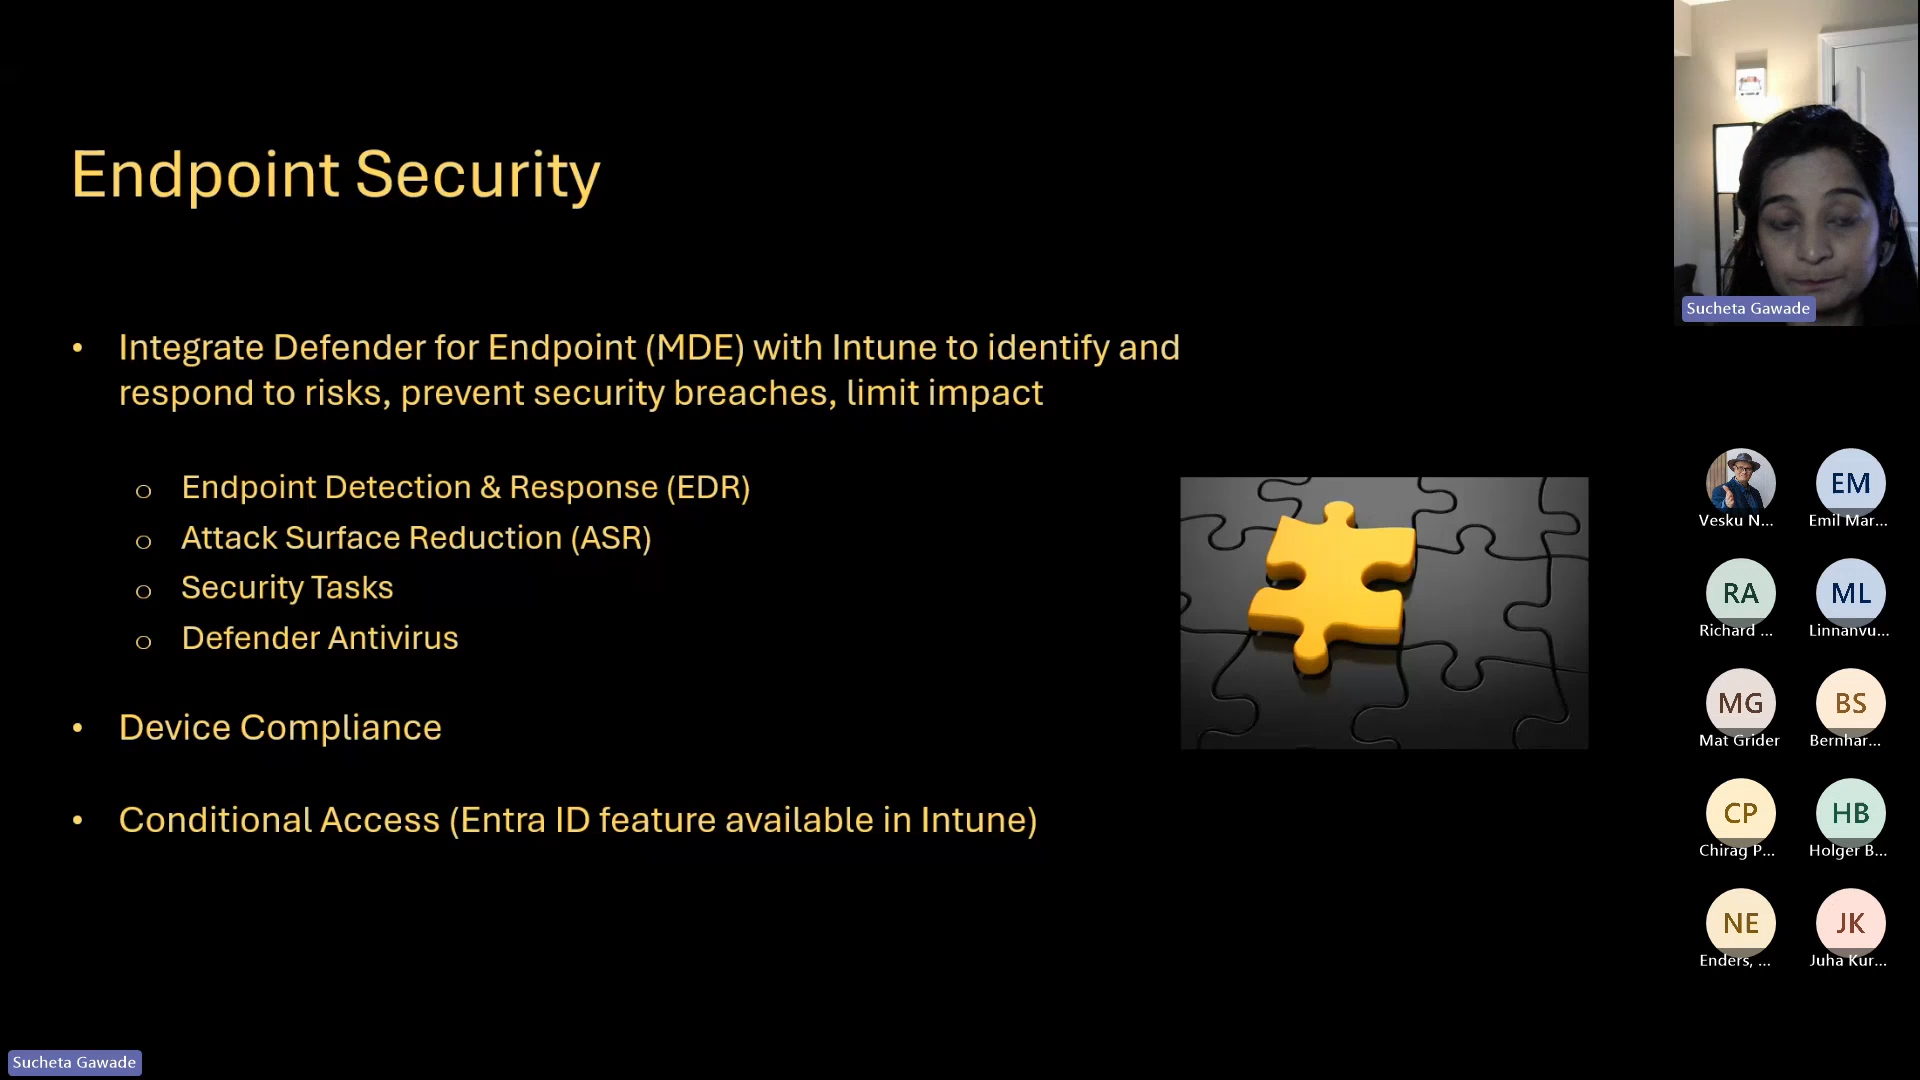 Endpoint Security
• Integrate Defender for Endpoint (MDE) with Intune to identify and
respond to risks, prevent security breaches, limit impact
o Endpoint Detection & Response (EDR)
o Attack Surface Reduction (ASR)
o Security Tasks
o Defender Antivirus
• Device Compliance
• Conditional Access (Entra ID feature available in Intune)
Sucheta Gawade
Vesku N...
EM
Emil Mar...
RA
Richard ...
ML
Linnanvu...
MG
Mat Grider
BS
Bernhar...
CP
Chirag P...
HB
Holger B...
NE
Enders, ...
JK
Juha Kur...
Sucheta Gawade